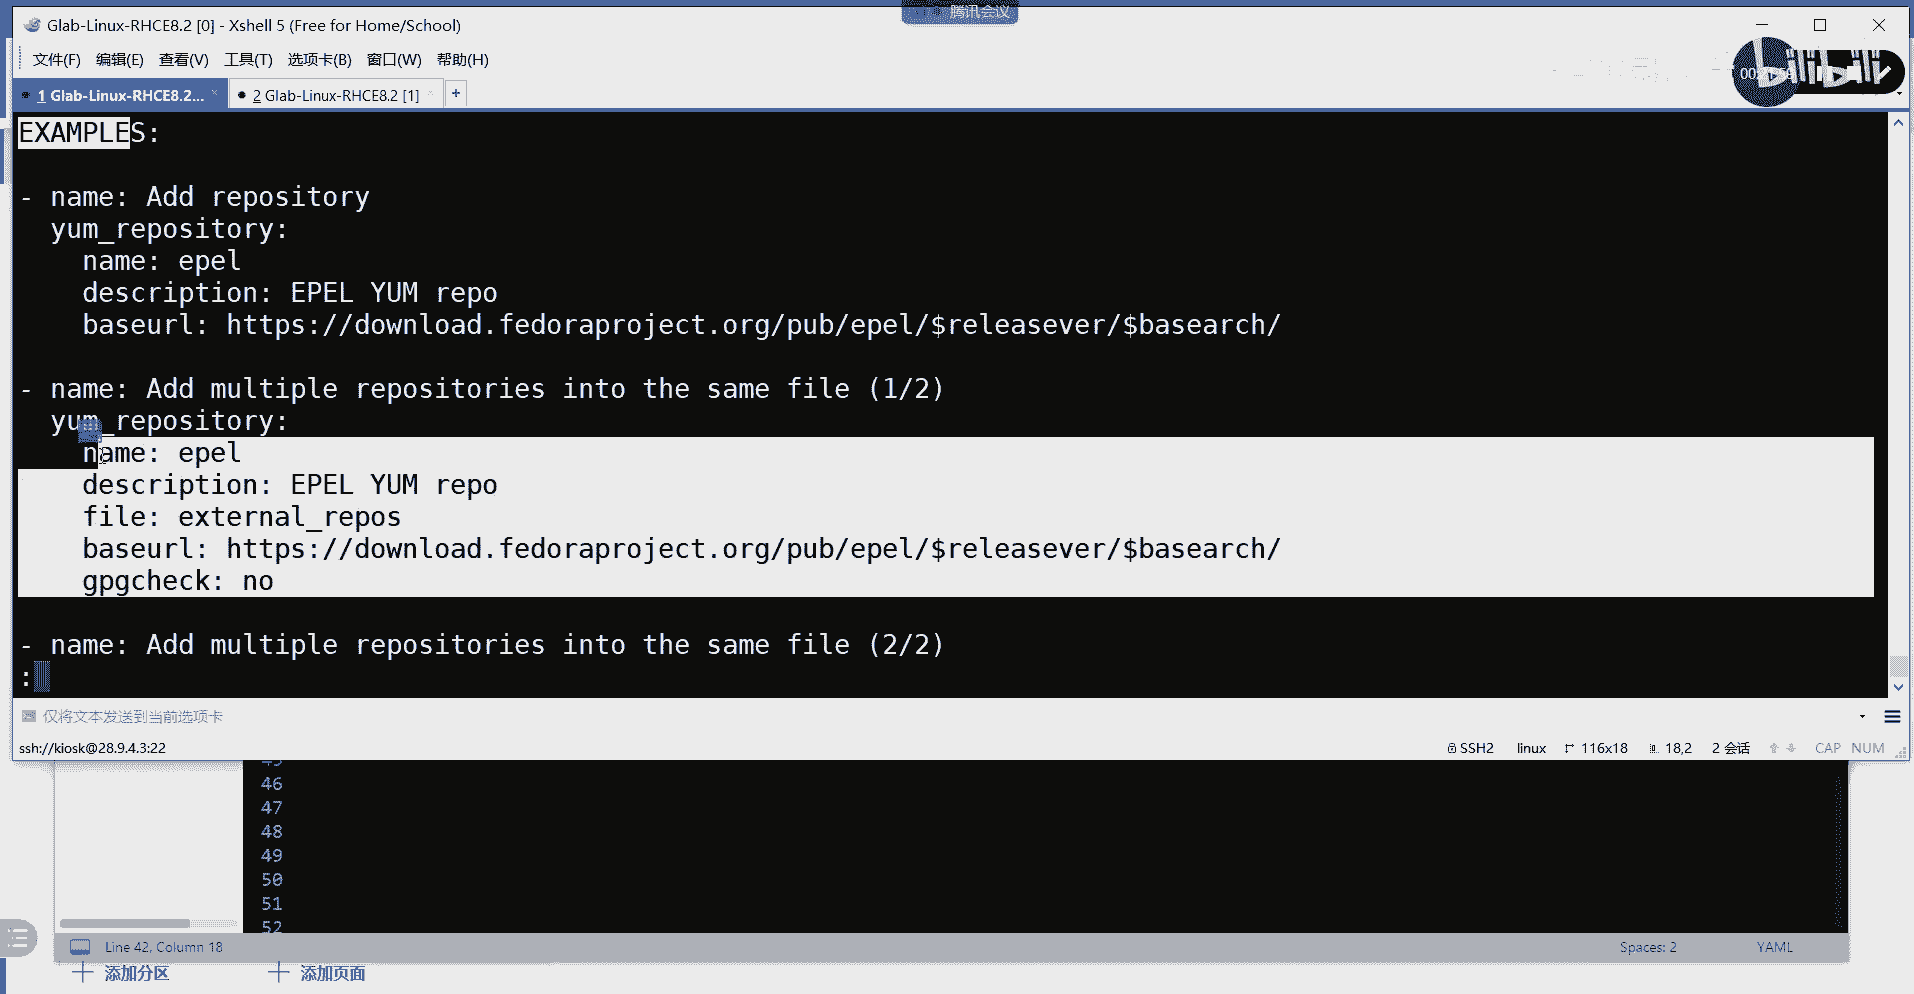 腾讯会议
Glab-Linux-RHCE8.2 [0] - Xshell 5 (Free for Home/School)
文件(F) 编辑(E) 查看(V) 工具(T) 选项卡(B) 窗口(W) 帮助(H)
bilibili
1 Glab-Linux-RHCE8.2... 2 Glab-Linux-RHCE8.2 [1] +
EXAMPLES:
- name: Add repository
yum_repository:
name: epel
description: EPEL YUM repo
baseurl: https://download.fedoraproject.org/pub/epel/$releasever/$basearch/
- name: Add multiple repositories into the same file (1/2)
yum_repository:
name: epel
description: EPEL YUM repo
file: external_repos
baseurl: https://download.fedoraproject.org/pub/epel/$releasever/$basearch/
gpgcheck: no
- name: Add multiple repositories into the same file (2/2)
:
仅将文本发送到当前选项卡
ssh://kiosk@28.9.4.3:22 SSH2 linux 116x18 18,2 2 会话 CAP NUM
45
46
47
48
49
50
51
52
Line 42, Column 18 Spaces: 2 YAML
添加分区 添加页面